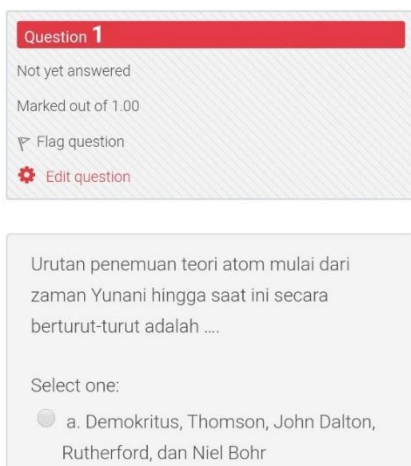 Question 1
Not yet answered
Marked out of 1.00
Flag question
Edit question
Urutan penemuan teori atom mulai dari
zaman Yunani hingga saat ini secara
berturut-turut adalah ....
Select one:
a. Demokritus, Thomson, John Dalton,
Rutherford, dan Niel Bohr